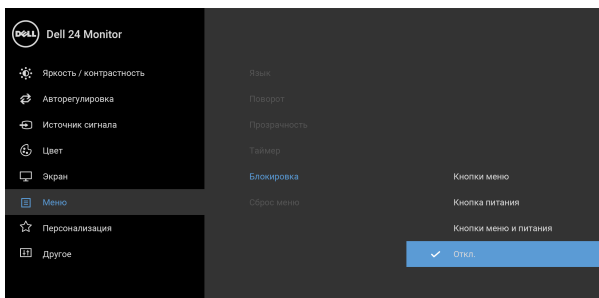 DELL Dell 24 Monitor
Яркость / контрастность
Авторегулировка
Источник сигнала
Цвет
Экран
Меню
Персонализация
Другое
Язык
Поворот
Прозрачность
Таймер
Блокировка
Сброс меню
Кнопки меню
Кнопка питания
Кнопки меню и питания
Откл.